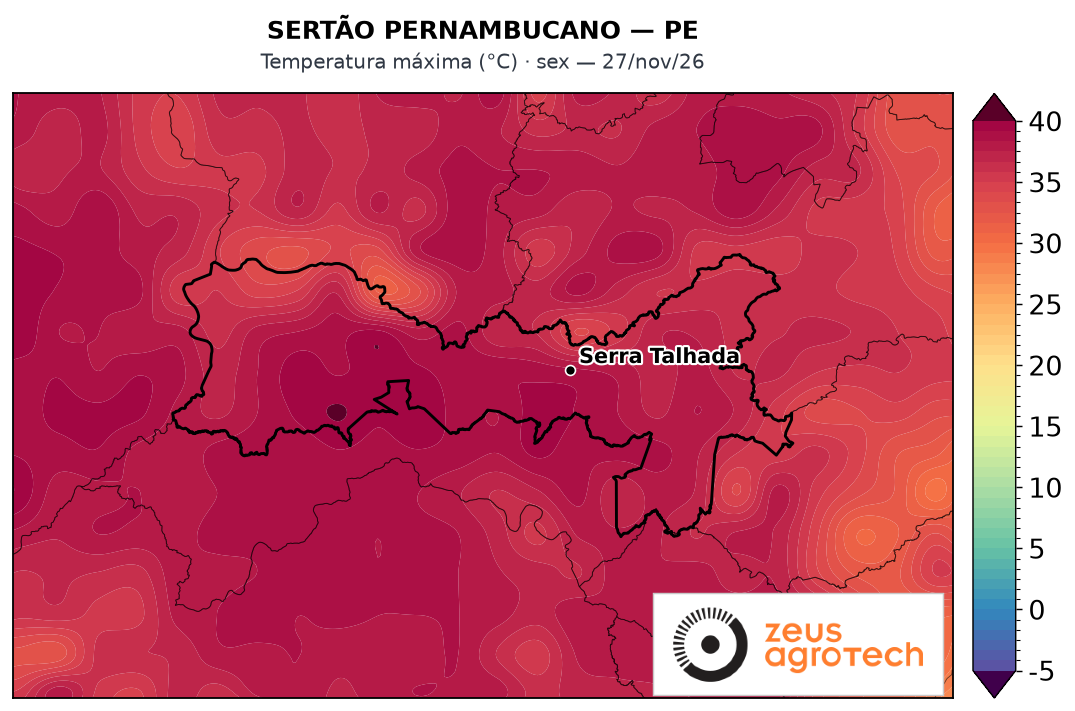 SERTÃO PERNAMBUCANO — PE
Temperatura máxima (°C) · sex — 27/nov/26
Serra Talhada
40
35
30
25
20
15
10
5
0
-5
zeus
agrotech